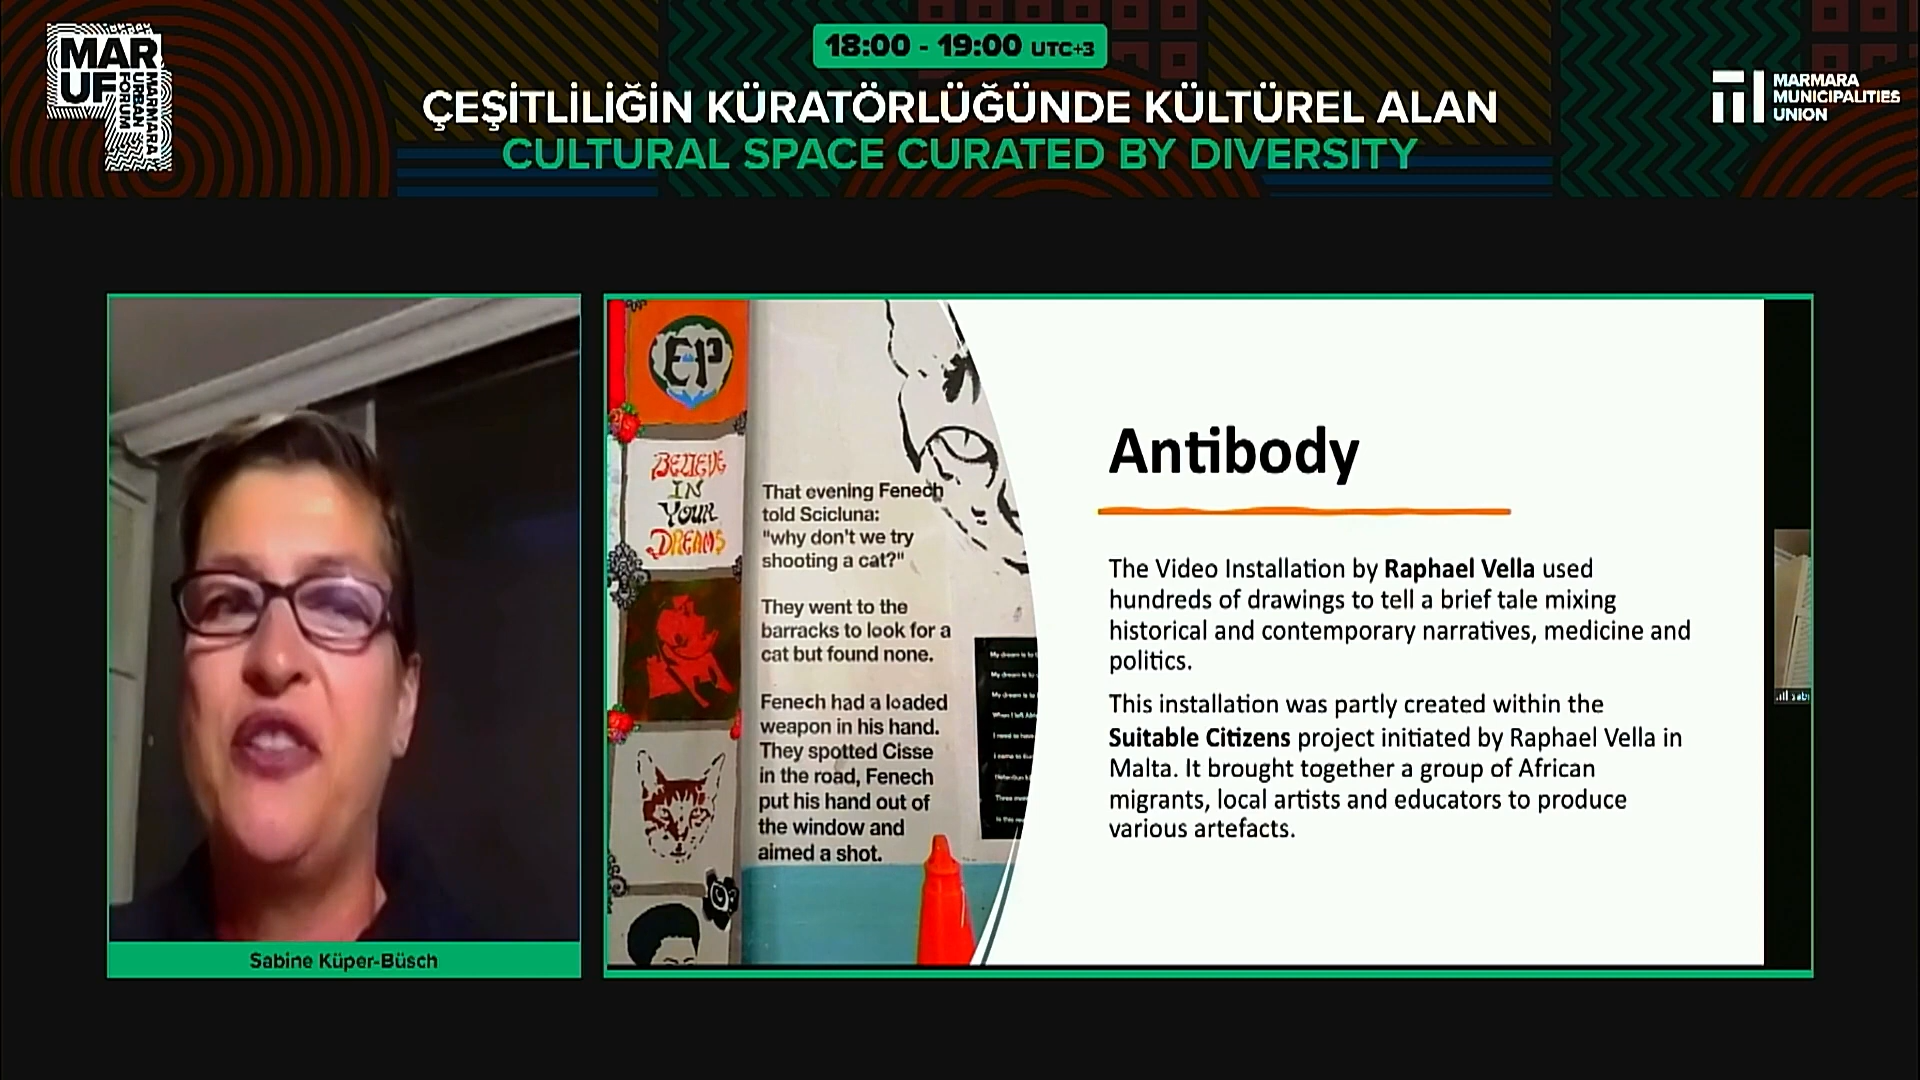 MAR
UF
MARMARA
URBAN
FORUM
18:00 - 19:00 UTC+3
ÇEŞİTLİLİĞİN KÜRATÖRLÜĞÜNDE KÜLTÜREL ALAN
CULTURAL SPACE CURATED BY DIVERSITY
MARMARA
MUNICIPALITIES
UNION
Sabine Küper-Büsch
EP
BELIEVE
IN
YOUR
DREAMS
That evening Fenech
told Scicluna:
"why don't we try
shooting a cat?"
They went to the
barracks to look for a
cat but found none.
Fenech had a loaded
weapon in his hand.
They spotted Cisse
in the road, Fenech
put his hand out of
the window and
aimed a shot.
Antibody
The Video Installation by Raphael Vella used
hundreds of drawings to tell a brief tale mixing
historical and contemporary narratives, medicine and
politics.
This installation was partly created within the
Suitable Citizens project initiated by Raphael Vella in
Malta. It brought together a group of African
migrants, local artists and educators to produce
various artefacts.